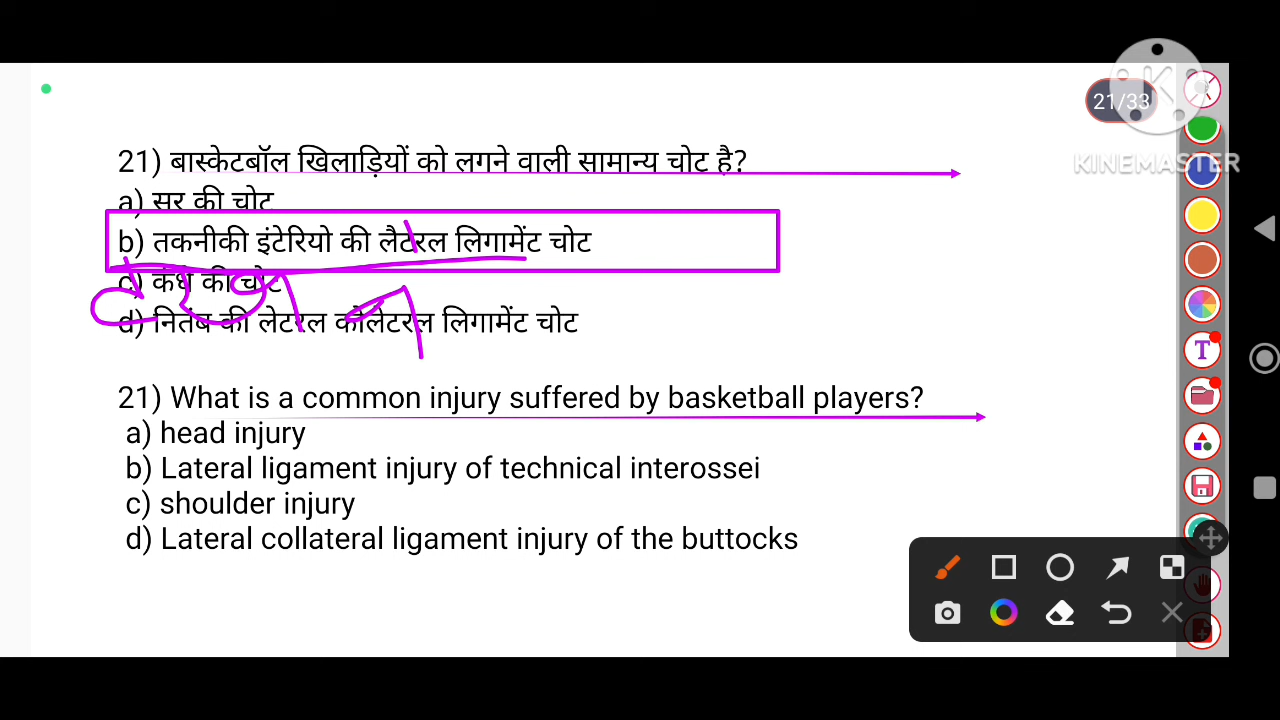 21/33
KINEMASTER
21) बास्केटबॉल खिलाड़ियों को लगने वाली सामान्य चोट है?
a) सर की चोट
b) तकनीकी इंटेरियो की लैटरल लिगामेंट चोट
c) कंधे की चोट
d) नितंब की लेटरल कोलेटरल लिगामेंट चोट
21) What is a common injury suffered by basketball players?
a) head injury
b) Lateral ligament injury of technical interossei
c) shoulder injury
d) Lateral collateral ligament injury of the buttocks
T